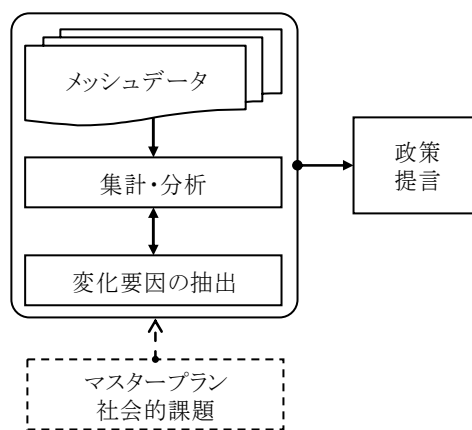 メッシュデータ
集計・分析
変化要因の抽出
政策
提言
マスタープラン
社会的課題